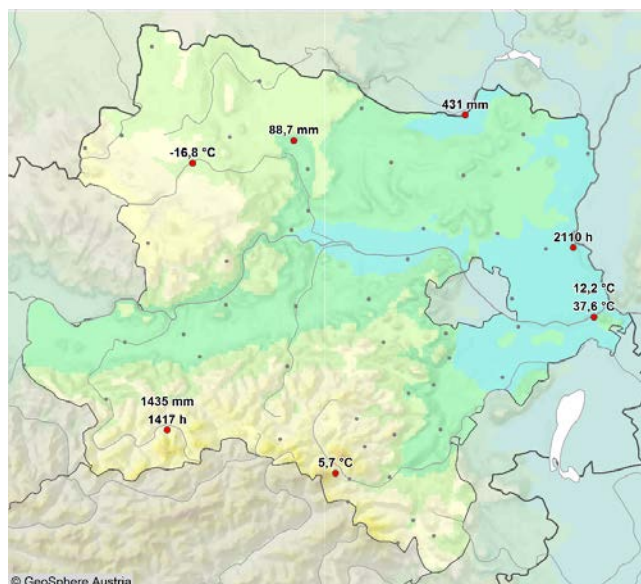 431 mm
88,7 mm
-16,8 °C
2110 h
12,2 °C
37,6 °C
1435 mm
1417 h
5,7 °C
© GeoSphere Austria